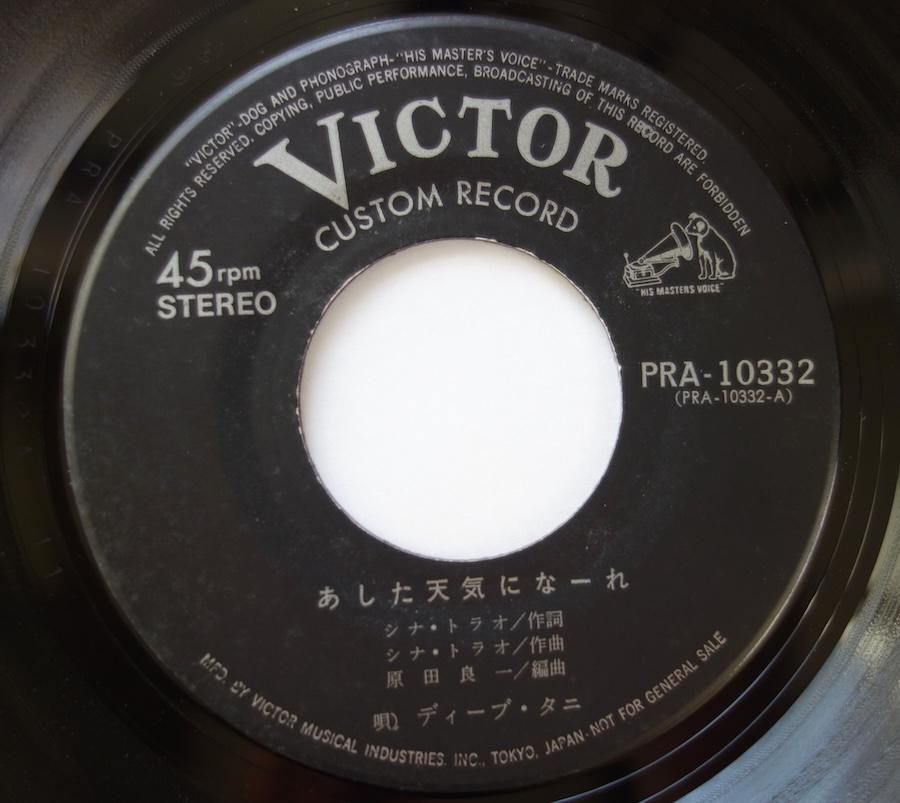 "VICTOR"-DOG AND PHONOGRAPH-"HIS MASTER'S VOICE"-TRADE MARKS REGISTERED.
ALL RIGHTS RESERVED. COPYING, PUBLIC PERFORMANCE, BROADCASTING OF THIS RECORD ARE FORBIDDEN
VICTOR
CUSTOM RECORD
45rpm
STEREO
"HIS MASTER'S VOICE"
PRA-10332
(PRA-10332-A)
あした天気になーれ
シナ・トラオ/作詞
シナ・トラオ/作曲
原田良一/編曲
唄) ディープ・タニ
MFD. BY VICTOR MUSICAL INDUSTRIES. INC., TOKYO, JAPAN·NOT FOR GENERAL SALE